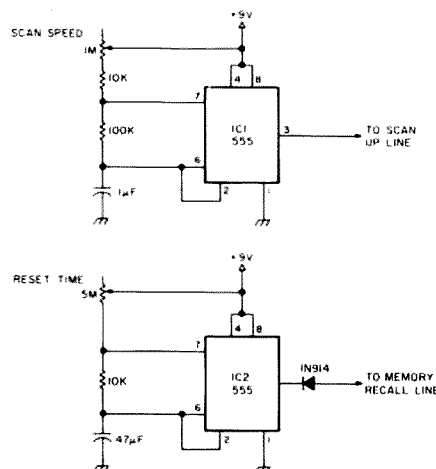 +9V
SCAN SPEED
1M
10K
4 8
7
100K
IC1
555
3
TO SCAN
UP LINE
6
2
1
1µF
+9V
RESET TIME
5M
4 8
7
10K
IC2
555
1N914
TO MEMORY
RECALL LINE
6
2
1
47µF